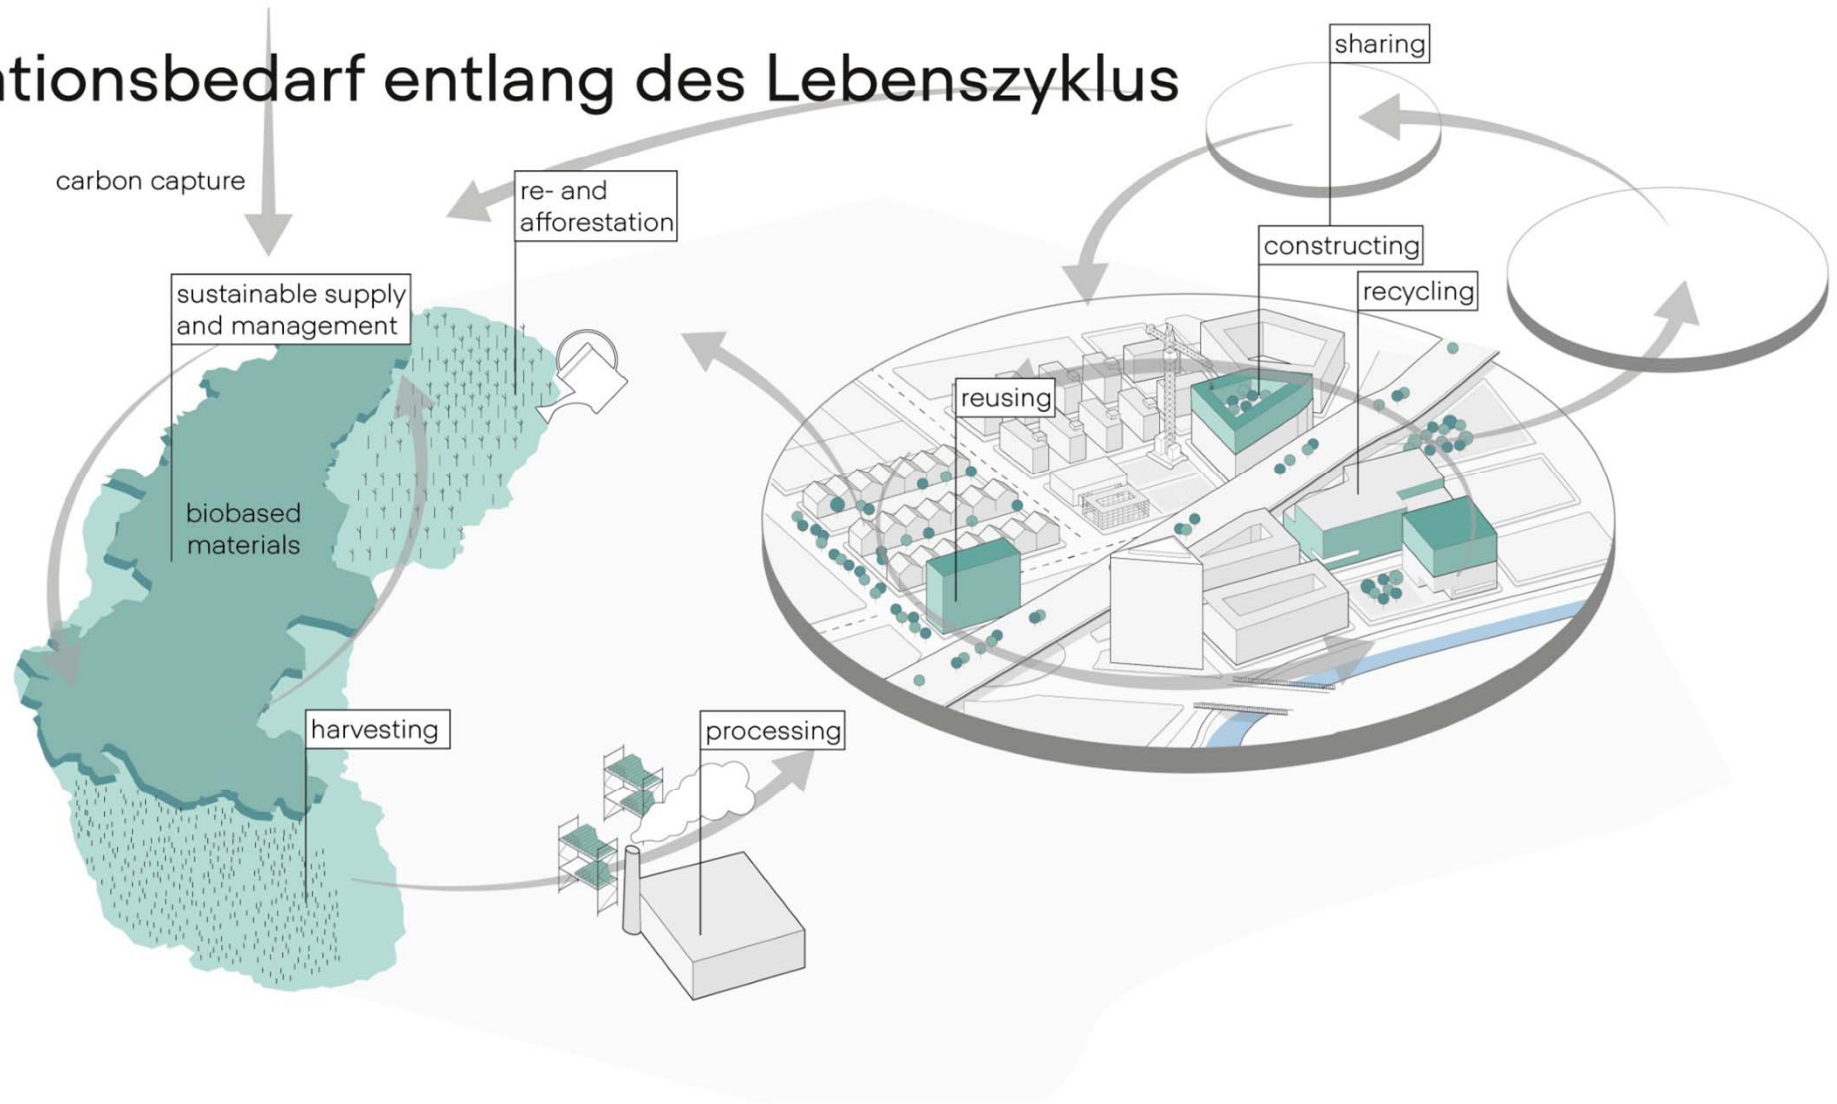 ationsbedarf entlang des Lebenszyklus
sharing
carbon capture
re- and
afforestation
constructing
sustainable supply
and management
recycling
reusing
biobased
materials
harvesting
processing